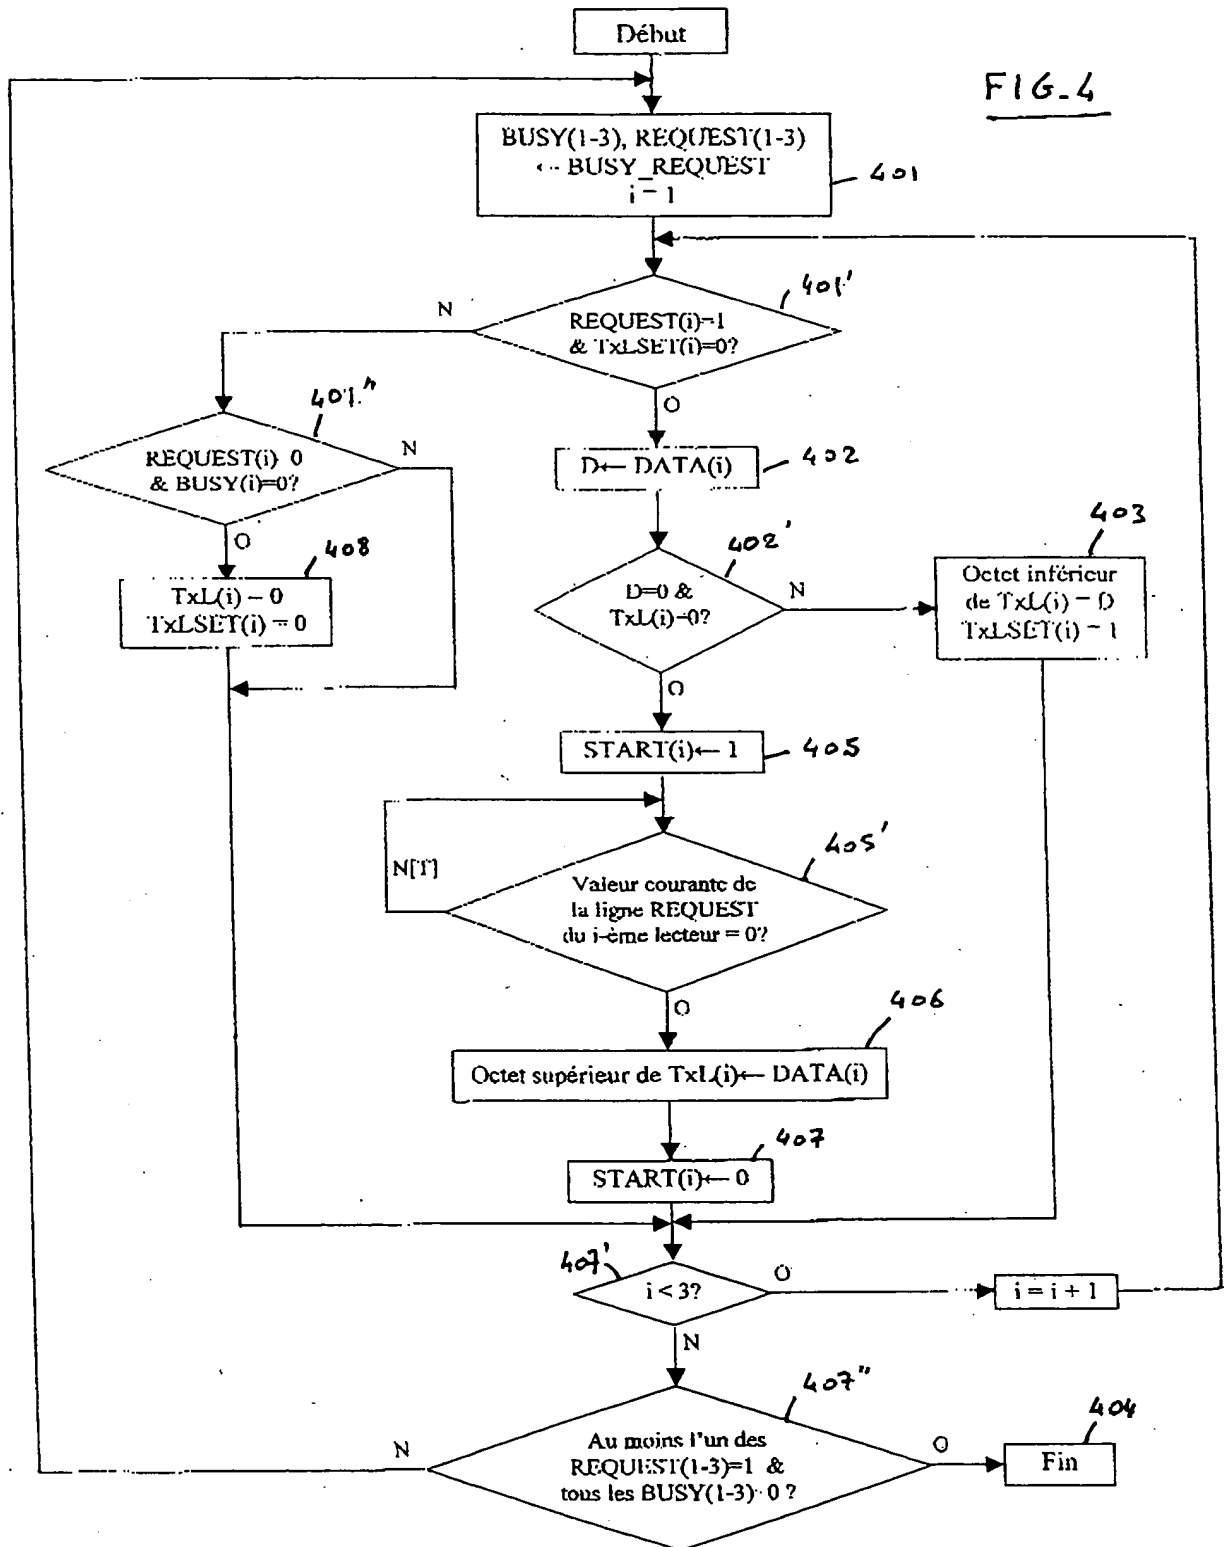 Début
FIG. 4
BUSY(1-3), REQUEST(1-3)
← BUSY_REQUEST
i = 1
401
401'
N
REQUEST(i)=1
& TxLSET(i)=0?
O
401"
REQUEST(i) 0
& BUSY(i)=0?
N
O
D← DATA(i)
402
402'
D=0 &
TxL(i)=0?
N
O
403
Octet inférieur
de TxL(i) = D
TxLSET(i) = 1
408
TxL(i) = 0
TxLSET(i) = 0
START(i)← 1
405
405'
N[T]
Valeur courante de
la ligne REQUEST
du i-ème lecteur = 0?
O
406
Octet supérieur de TxL(i)← DATA(i)
407
START(i)← 0
407'
i < 3?
O
i = i + 1
N
407"
N
Au moins l'un des
REQUEST(1-3)=1 &
tous les BUSY(1-3) 0 ?
O
404
Fin